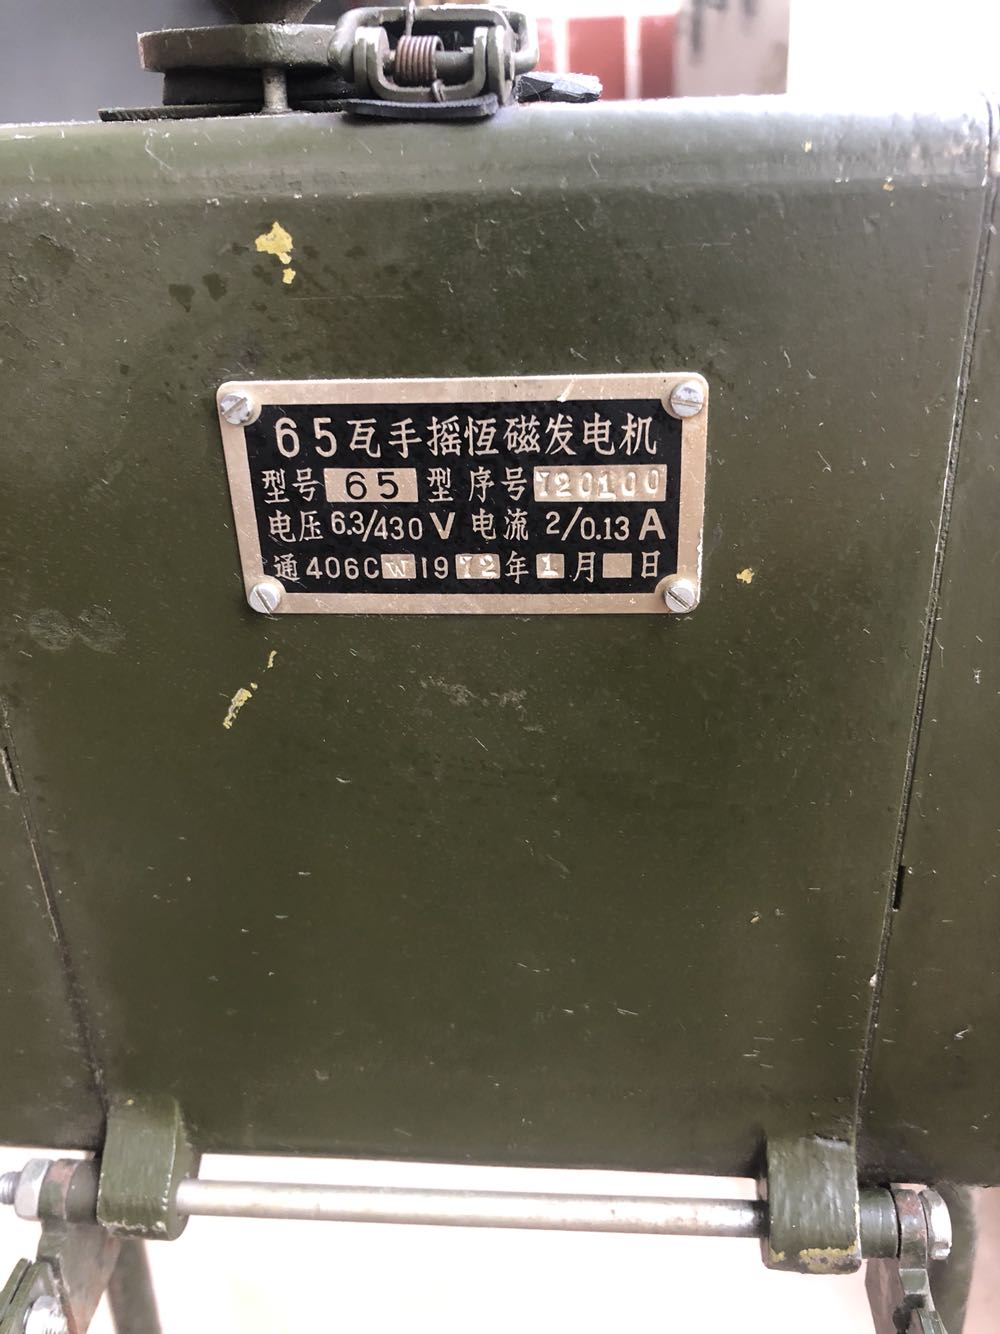 65瓦手摇恆磁发电机
型号 65 型 序号 720100
电压 6.3/430 V 电流 2/0.13 A
通406CW 1972年1月 日